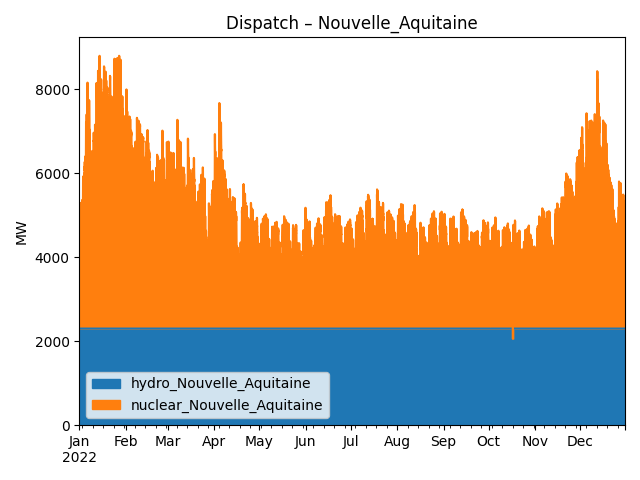 Dispatch – Nouvelle_Aquitaine
MW
8000
6000
4000
2000
0
hydro_Nouvelle_Aquitaine
nuclear_Nouvelle_Aquitaine
Jan Feb Mar Apr May Jun Jul Aug Sep Oct Nov Dec
2022